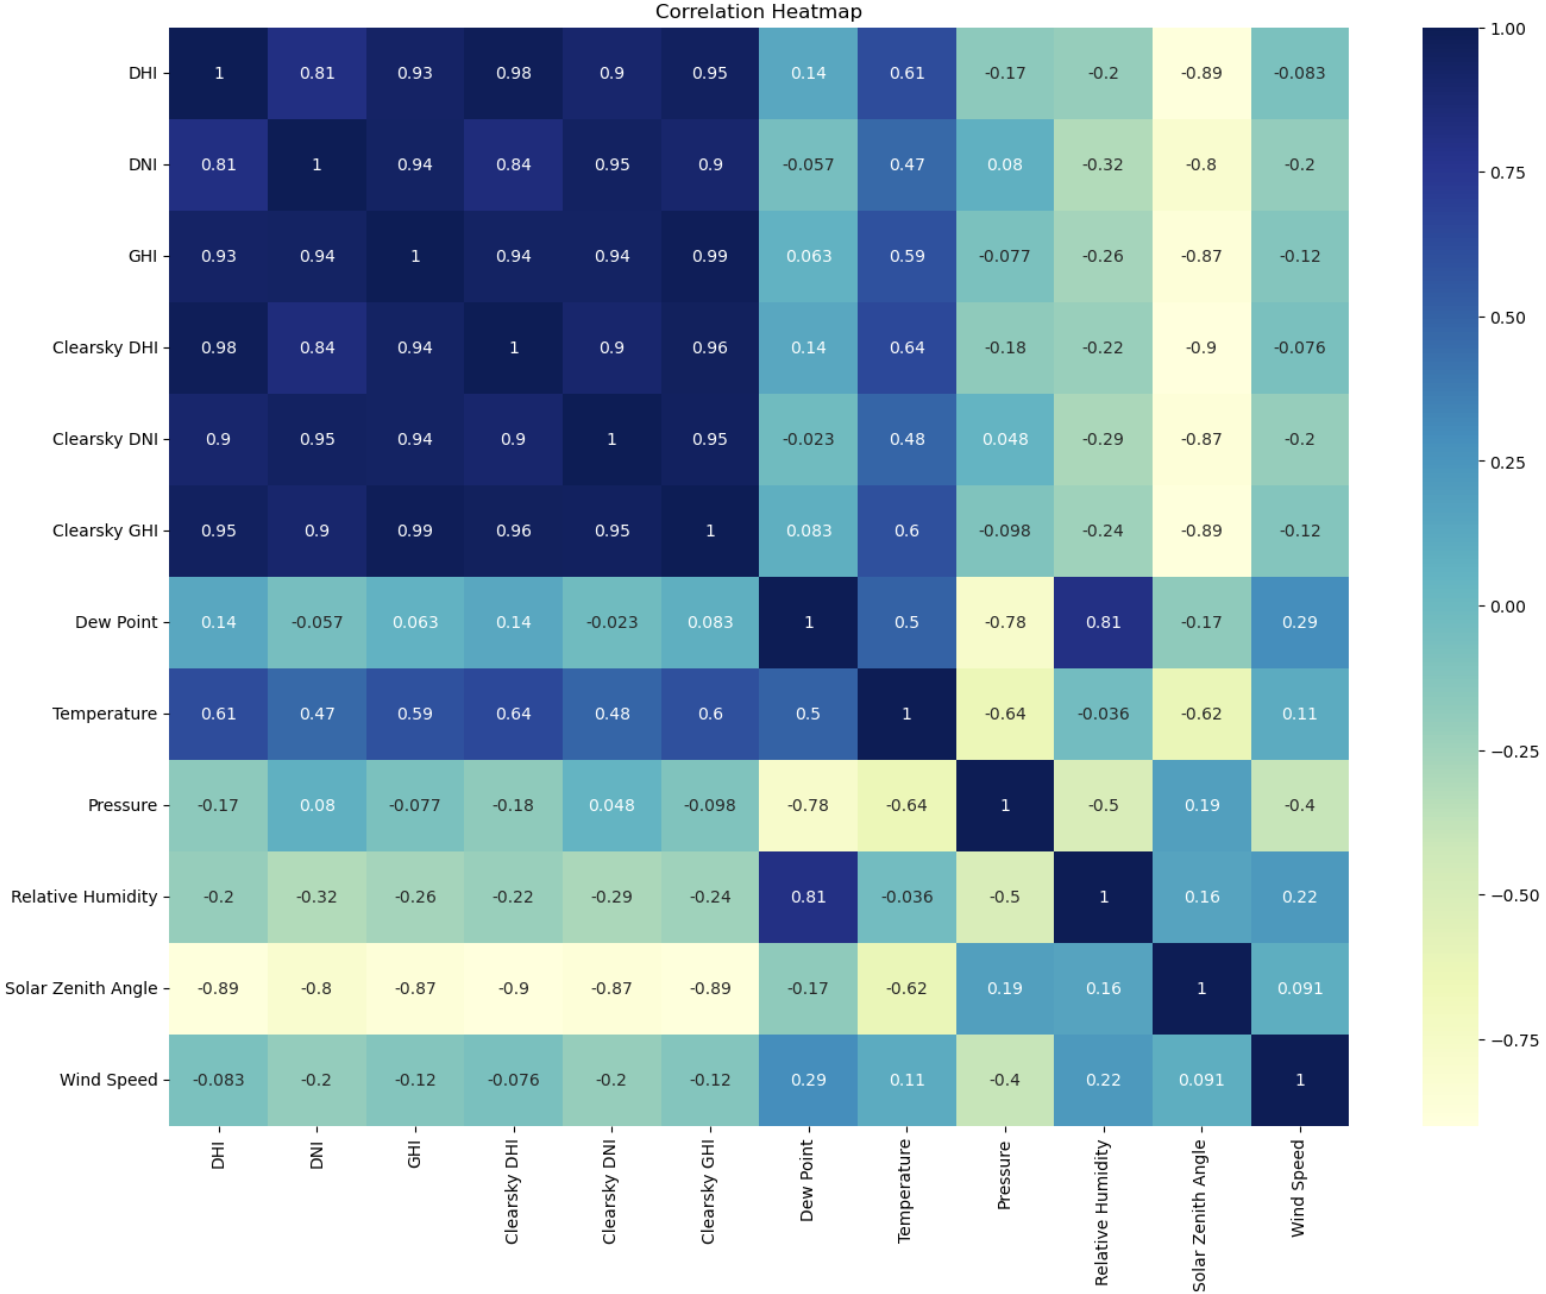 Correlation Heatmap
DHI 1 0.81 0.93 0.98 0.9 0.95 0.14 0.61 -0.17 -0.2 -0.89 -0.083
DNI 0.81 1 0.94 0.84 0.95 0.9 -0.057 0.47 0.08 -0.32 -0.8 -0.2
GHI 0.93 0.94 1 0.94 0.94 0.99 0.063 0.59 -0.077 -0.26 -0.87 -0.12
Clearsky DHI 0.98 0.84 0.94 1 0.9 0.96 0.14 0.64 -0.18 -0.22 -0.9 -0.076
Clearsky DNI 0.9 0.95 0.94 0.9 1 0.95 -0.023 0.48 0.048 -0.29 -0.87 -0.2
Clearsky GHI 0.95 0.9 0.99 0.96 0.95 1 0.083 0.6 -0.098 -0.24 -0.89 -0.12
Dew Point 0.14 -0.057 0.063 0.14 -0.023 0.083 1 0.5 -0.78 0.81 -0.17 0.29
Temperature 0.61 0.47 0.59 0.64 0.48 0.6 0.5 1 -0.64 -0.036 -0.62 0.11
Pressure -0.17 0.08 -0.077 -0.18 0.048 -0.098 -0.78 -0.64 1 -0.5 0.19 -0.4
Relative Humidity -0.2 -0.32 -0.26 -0.22 -0.29 -0.24 0.81 -0.036 -0.5 1 0.16 0.22
Solar Zenith Angle -0.89 -0.8 -0.87 -0.9 -0.87 -0.89 -0.17 -0.62 0.19 0.16 1 0.091
Wind Speed -0.083 -0.2 -0.12 -0.076 -0.2 -0.12 0.29 0.11 -0.4 0.22 0.091 1
DHI
DNI
GHI
Clearsky DHI
Clearsky DNI
Clearsky GHI
Dew Point
Temperature
Pressure
Relative Humidity
Solar Zenith Angle
Wind Speed
1.00
0.75
0.50
0.25
0.00
−0.25
−0.50
−0.75